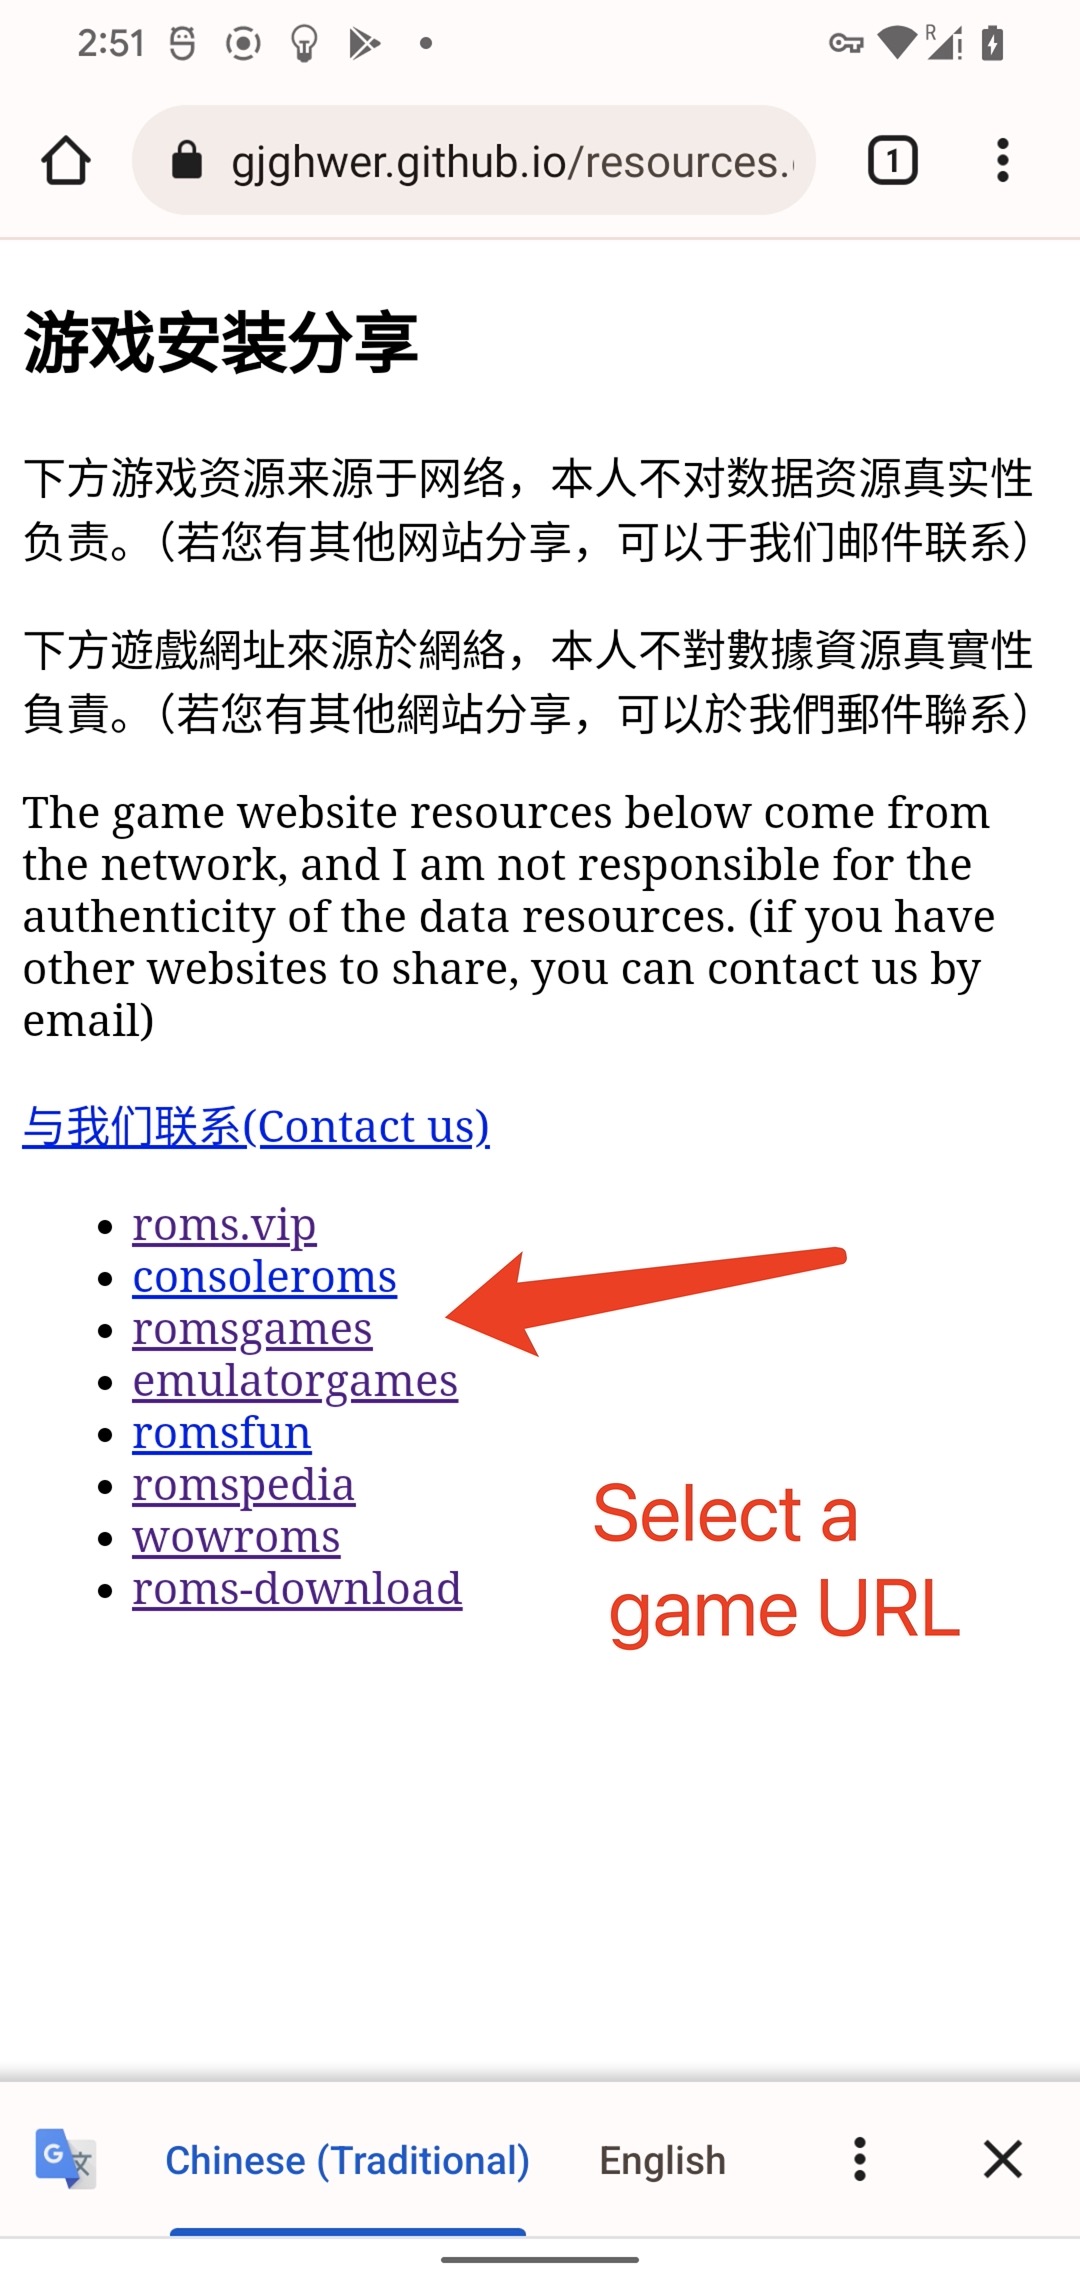 2:51
R
gjghwer.github.io/resources.
1
游戏安装分享
下方游戏资源来源于网络，本人不对数据资源真实性
负责。（若您有其他网站分享，可以于我们邮件联系）
下方遊戲網址來源於網絡，本人不對數據資源真實性
負責。（若您有其他網站分享，可以於我們郵件聯系）
The game website resources below come from
the network, and I am not responsible for the
authenticity of the data resources. (if you have
other websites to share, you can contact us by
email)
与我们联系(Contact us)
roms.vip
consoleroms
romsgames
emulatorgames
romsfun
romspedia
wowroms
roms-download
Select a
game URL
G 文
Chinese (Traditional)
English